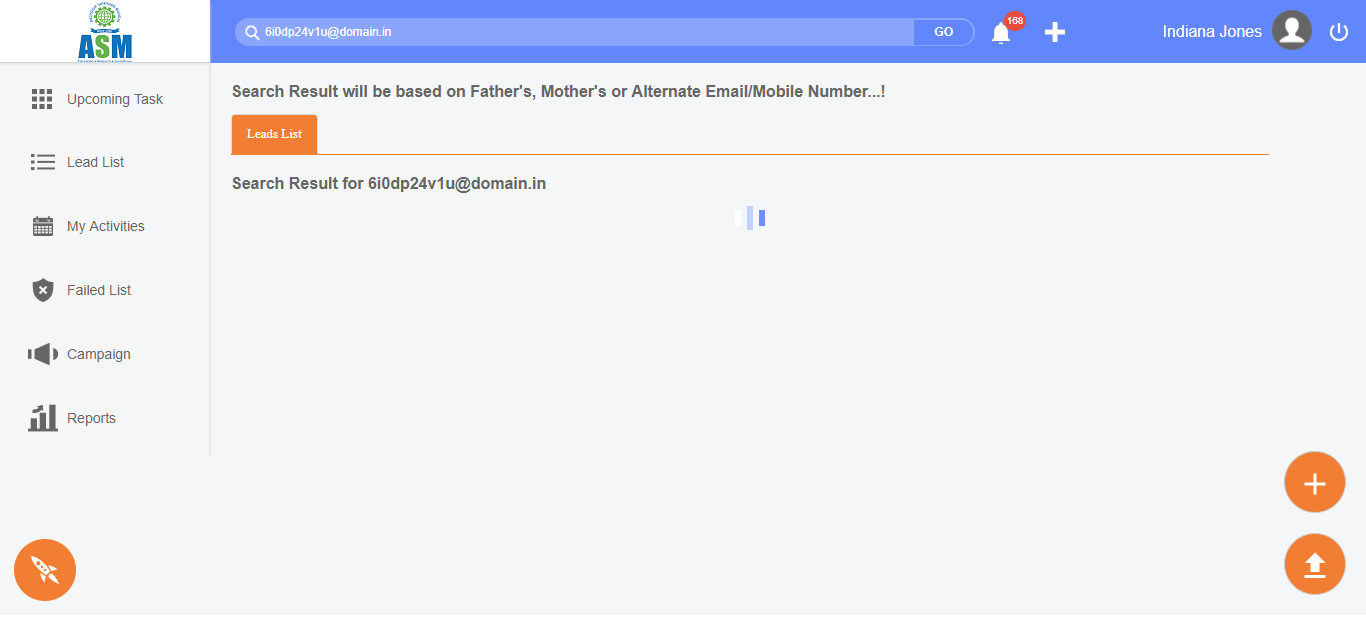 ASM
6i0dp24v1u@domain.in
GO
168
Indiana Jones
Upcoming Task
Lead List
My Activities
Failed List
Campaign
Reports
Search Result will be based on Father's, Mother's or Alternate Email/Mobile Number...!
Leads List
Search Result for 6i0dp24v1u@domain.in